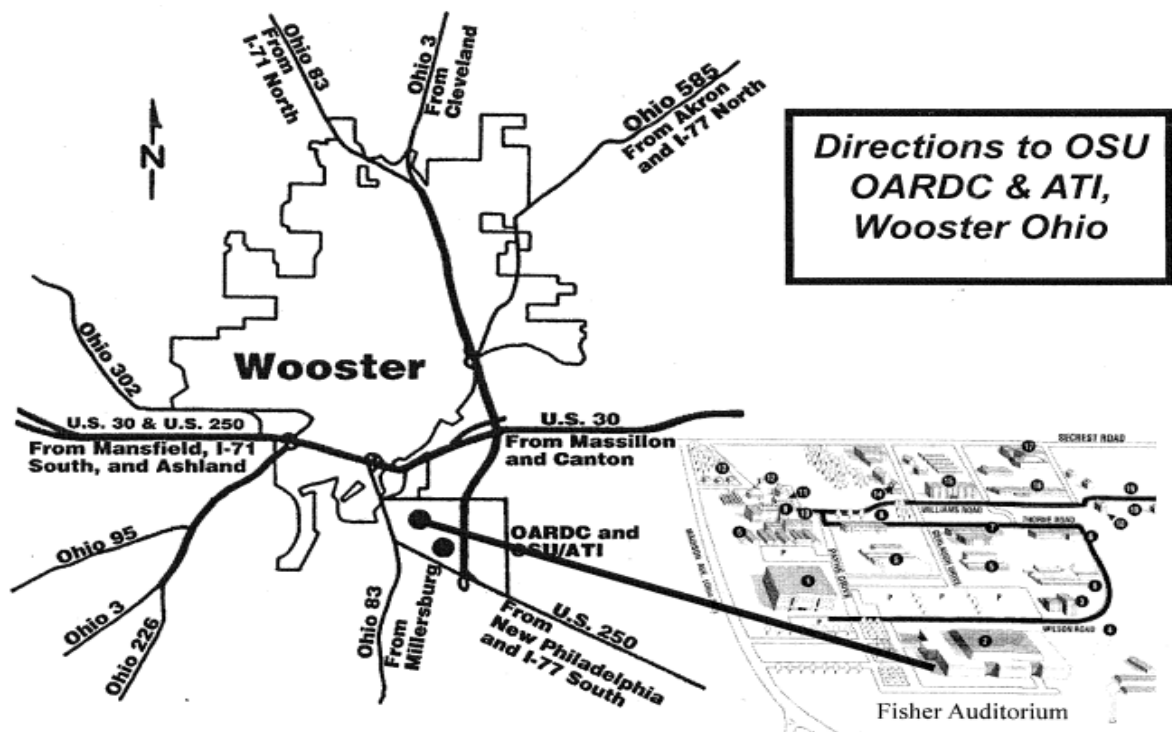 Ohio 83
From
I-71 North
Ohio 3
From
Cleveland
Ohio 585
From Akron
and I-77 North
N
Directions to OSU
OARDC & ATI,
Wooster Ohio
Ohio 302
Wooster
U.S. 30 & U.S. 250
From Mansfield, I-71
South, and Ashland
U.S. 30
From Massillon
and Canton
Ohio 95
Ohio 3
Ohio 226
Ohio 83
From
Millersburg
OARDC and
OSU/ATI
U.S. 250
From
New Philadelphia
and I-77 South
SECREST ROAD
WILLIAMS ROAD
THORNE ROAD
WILSON ROAD
Fisher Auditorium